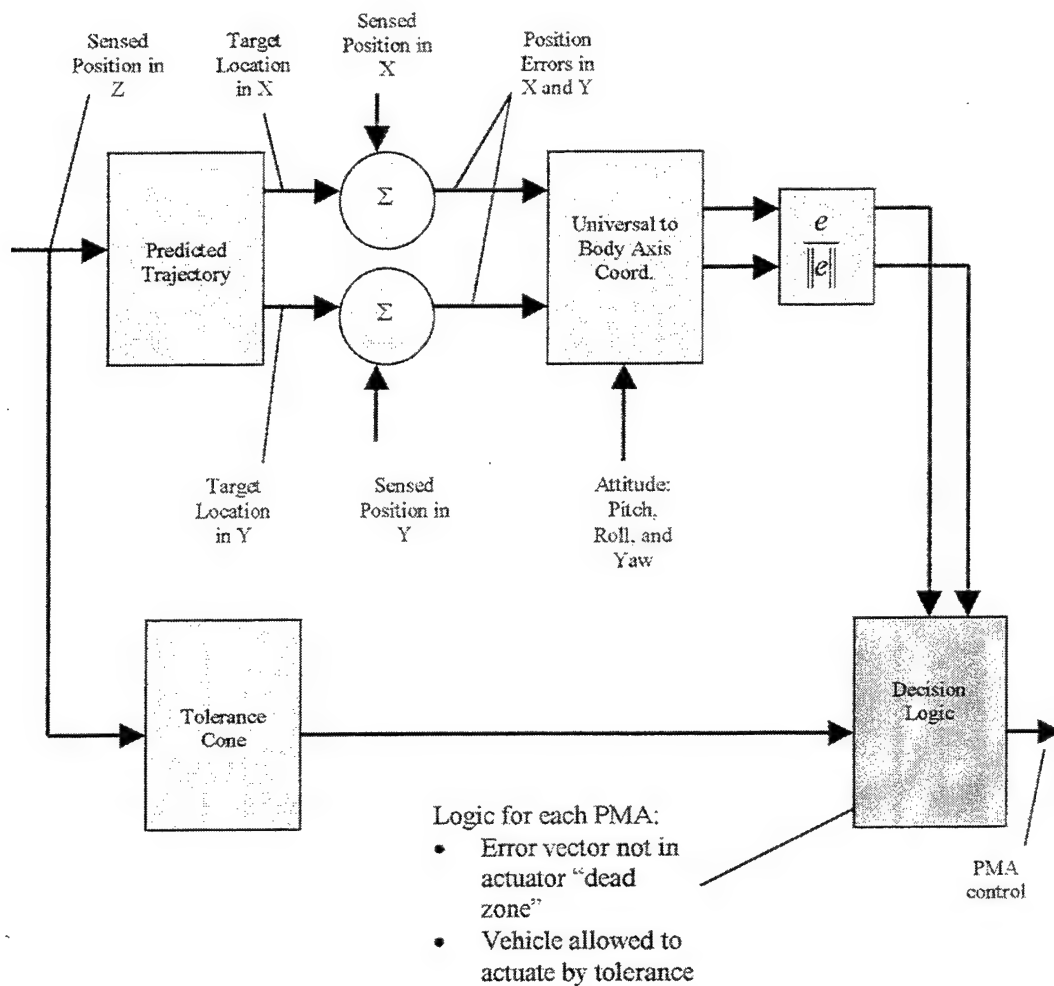 Sensed
Position in
Z
Target
Location
in X
Sensed
Position in
X
Position
Errors in
X and Y
Predicted
Trajectory
Σ
Σ
Universal to
Body Axis
Coord.
e
‖e‖
Target
Location
in Y
Sensed
Position in
Y
Attitude:
Pitch,
Roll, and
Yaw
Tolerance
Cone
Decision
Logic
Logic for each PMA:
• Error vector not in
actuator “dead
zone”
• Vehicle allowed to
actuate by tolerance
PMA
control